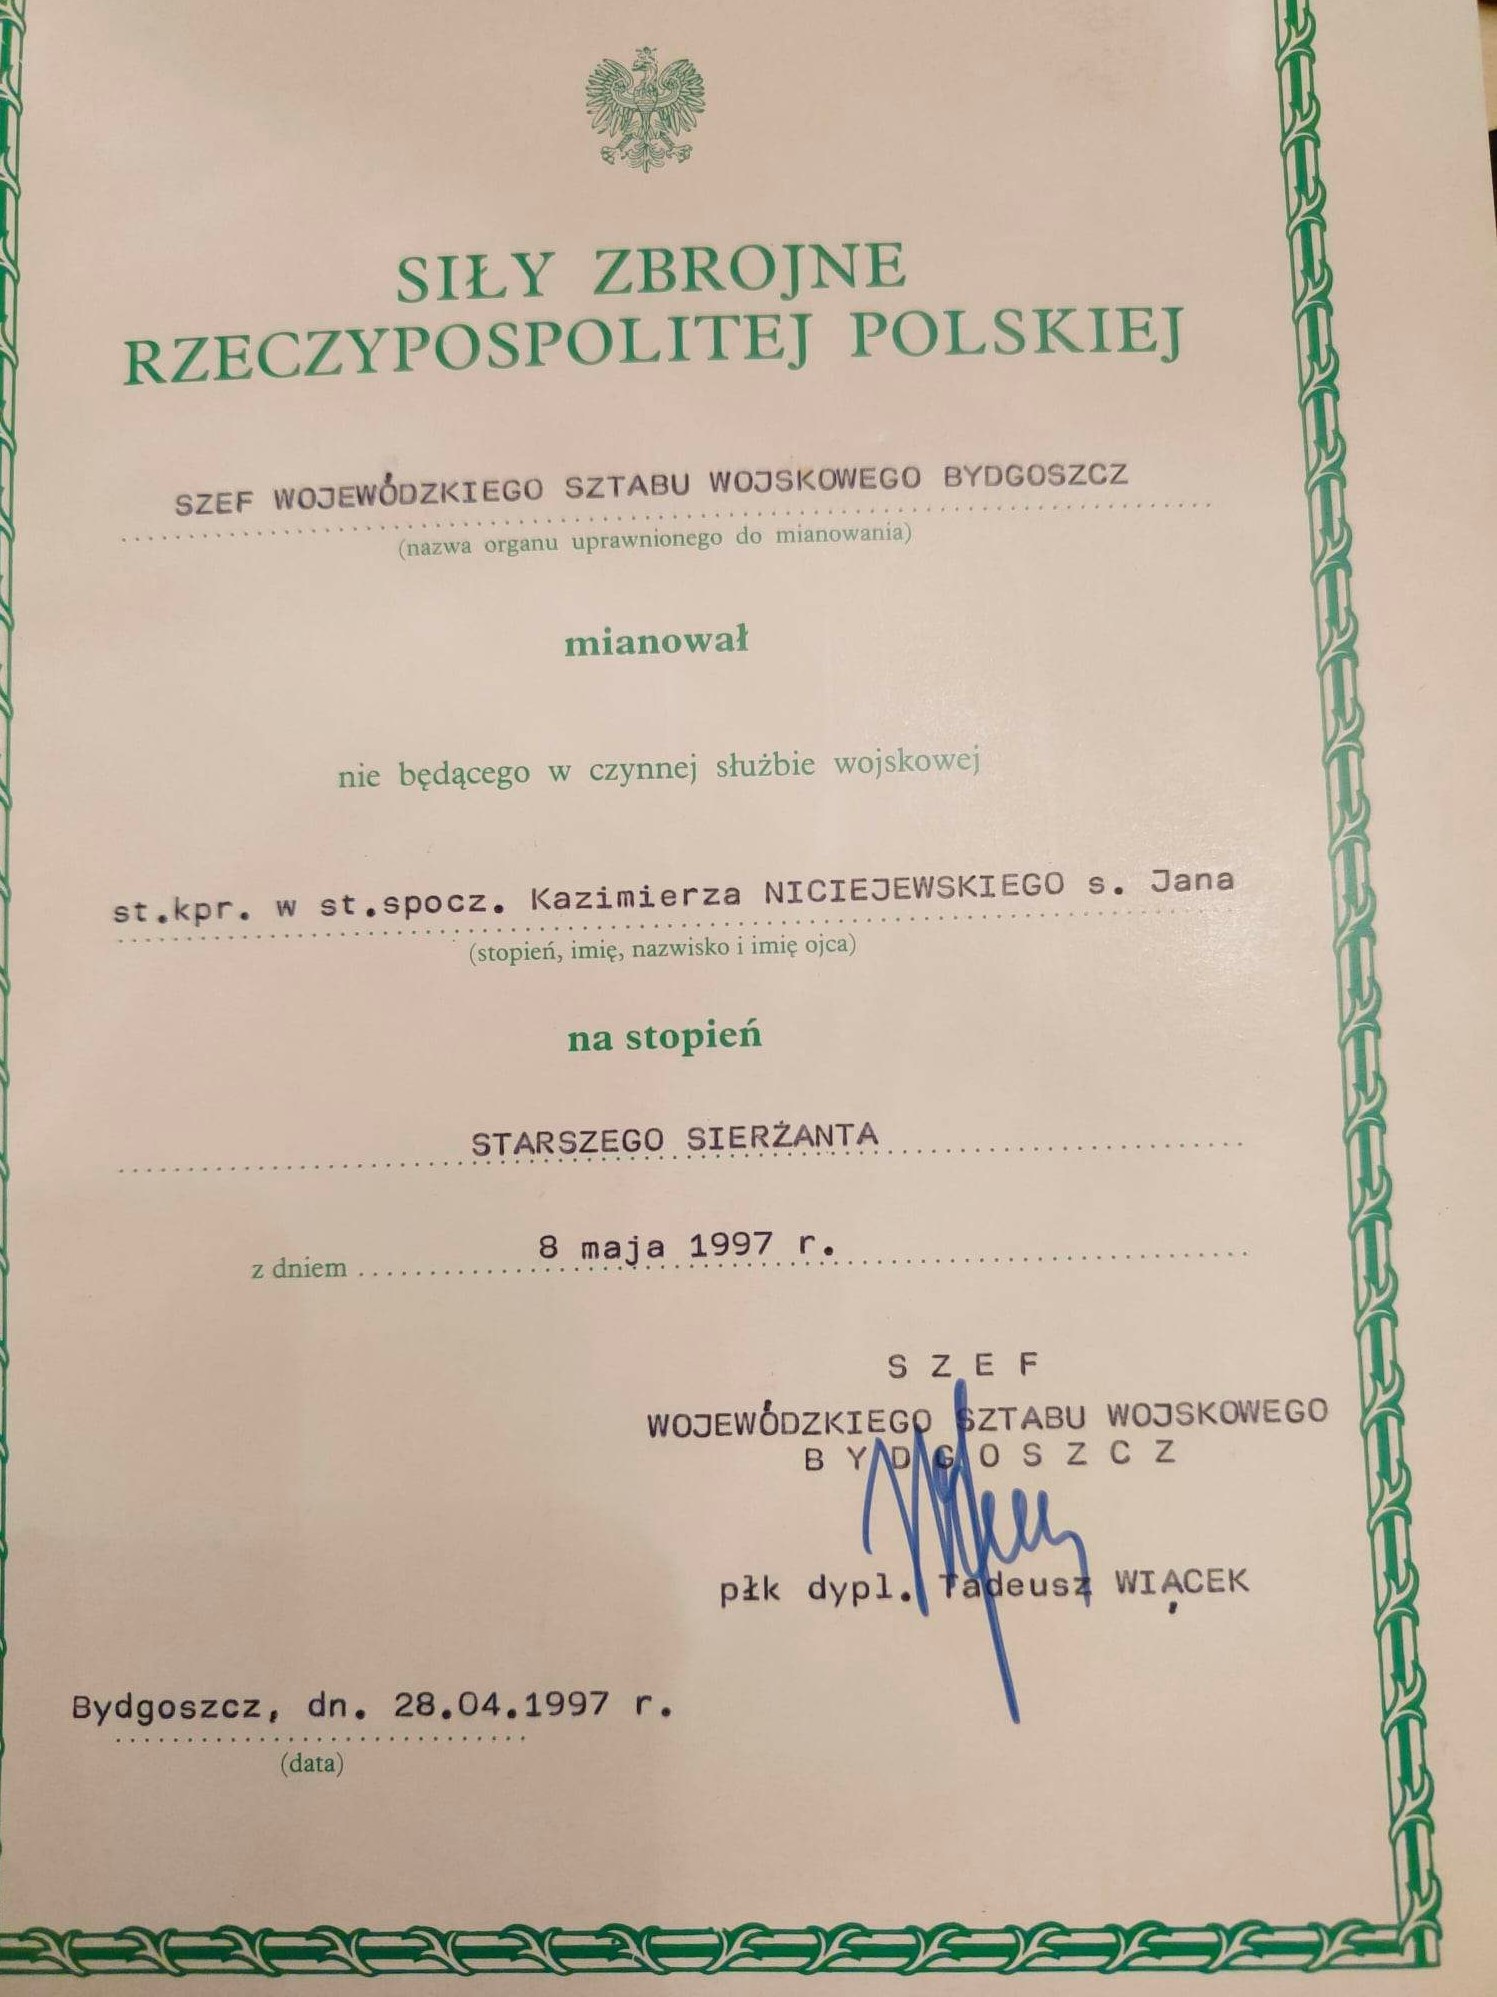 SIŁY ZBROJNE
RZECZYPOSPOLITEJ POLSKIEJ
SZEF WOJEWÓDZKIEGO SZTABU WOJSKOWEGO BYDGOSZCZ
(nazwa organu uprawnionego do mianowania)
mianował
nie będącego w czynnej służbie wojskowej
st.kpr. w st.spocz. Kazimierza NICIEJEWSKIEGO s. Jana
(stopień, imię, nazwisko i imię ojca)
na stopień
STARSZEGO SIERŻANTA
z dniem 8 maja 1997 r.
S Z E F
WOJEWÓDZKIEGO SZTABU WOJSKOWEGO
B Y D G O S Z C Z
płk dypl. Tadeusz WIĄCEK
Bydgoszcz, dn. 28.04.1997 r.
(data)